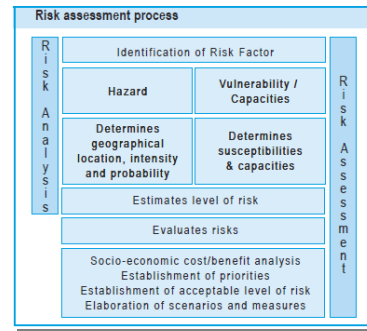 Risk assessment process
Risk Analysis
Identification of Risk Factor
Hazard
Vulnerability /
Capacities
Determines
geographical
location, intensity
and probability
Determines
susceptibilities
& capacities
Estimates level of risk
Evaluates risks
Socio-economic cost/benefit analysis
Establishment of priorities
Establishment of acceptable level of risk
Elaboration of scenarios and measures
Risk Assessment